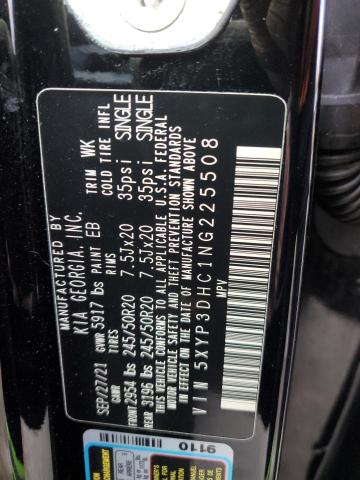 MANUFACTURED BY
KIA GEORGIA, INC.
SEP/27/21 GVWR 5917 lbs PAINT EB TRIM WK
GAWR TIRES RIMS COLD TIRE INFL
FRONT 2954 lbs 245/50R20 7.5Jx20 35psi SINGLE
REAR 3196 lbs 245/50R20 7.5Jx20 35psi SINGLE
THIS VEHICLE CONFORMS TO ALL APPLICABLE U.S.A. FEDERAL
MOTOR VEHICLE SAFETY AND THEFT PREVENTION STANDARDS
IN EFFECT ON THE DATE OF MANUFACTURE SHOWN ABOVE
VIN 5XYP3DHC1NG225508
MPV
9110
REAR